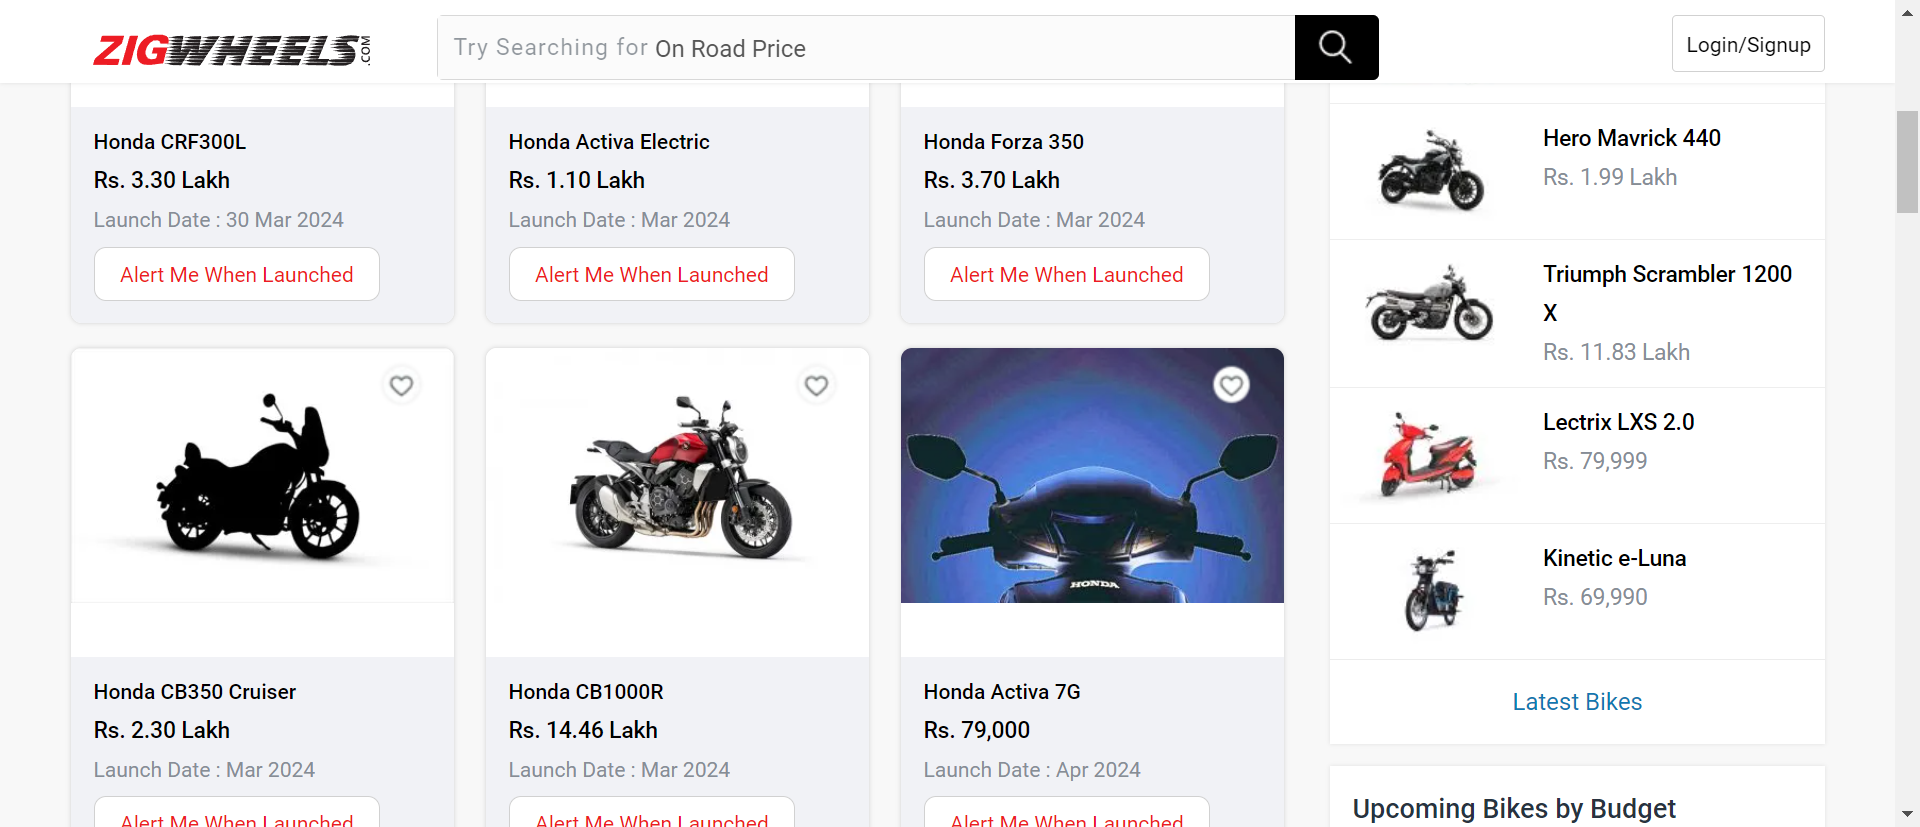 ZIGWHEELS.COM
Try Searching for On Road Price
Login/Signup
Honda CRF300L
Rs. 3.30 Lakh
Launch Date : 30 Mar 2024
Alert Me When Launched
Honda Activa Electric
Rs. 1.10 Lakh
Launch Date : Mar 2024
Alert Me When Launched
Honda Forza 350
Rs. 3.70 Lakh
Launch Date : Mar 2024
Alert Me When Launched
HONDA
Honda CB350 Cruiser
Rs. 2.30 Lakh
Launch Date : Mar 2024
Alert Me When Launched
Honda CB1000R
Rs. 14.46 Lakh
Launch Date : Mar 2024
Alert Me When Launched
Honda Activa 7G
Rs. 79,000
Launch Date : Apr 2024
Alert Me When Launched
Hero Mavrick 440
Rs. 1.99 Lakh
Triumph Scrambler 1200
X
Rs. 11.83 Lakh
Lectrix LXS 2.0
Rs. 79,999
Kinetic e-Luna
Rs. 69,990
Latest Bikes
Upcoming Bikes by Budget